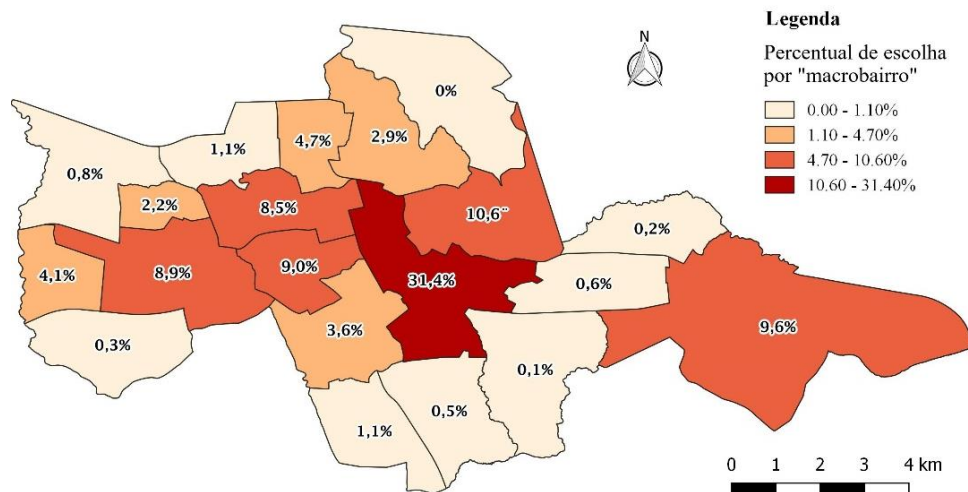 Legenda
N
Percentual de escolha
por "macrobairro"
0.00 - 1.10%
1.10 - 4.70%
4.70 - 10.60%
10.60 - 31.40%
0%
2,9%
4,7%
1,1%
0,8%
2,2%
8,5%
10,6¨
0,2%
4,1%
8,9%
9,0%
31,4%
0,6%
3,6%
9,6%
0,3%
0,1%
0,5%
1,1%
0 1 2 3 4 km